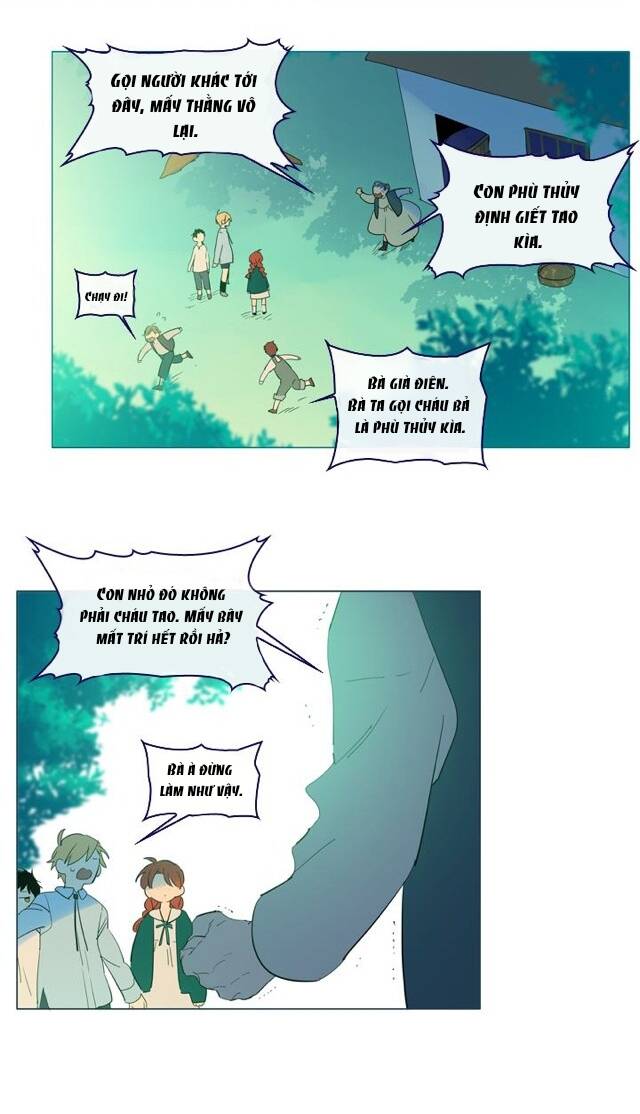 GỌI NGƯỜI KHÁC TỚI
ĐÂY, MẤY THẰNG VÔ
LẠI.
CON PHÙ THỦY
ĐỊNH GIẾT TAO
KÌA.
CHẠY ĐI!
BÀ GIÀ ĐIÊN.
BÀ TA GỌI CHÁU BẢ
LÀ PHÙ THỦY KÌA.
CON NHỎ ĐÓ KHÔNG
PHẢI CHÁU TAO. MẤY BÂY
MẤT TRÍ HẾT RỒI HẢ?
BÀ À ĐỪNG
LÀM NHƯ VẬY.